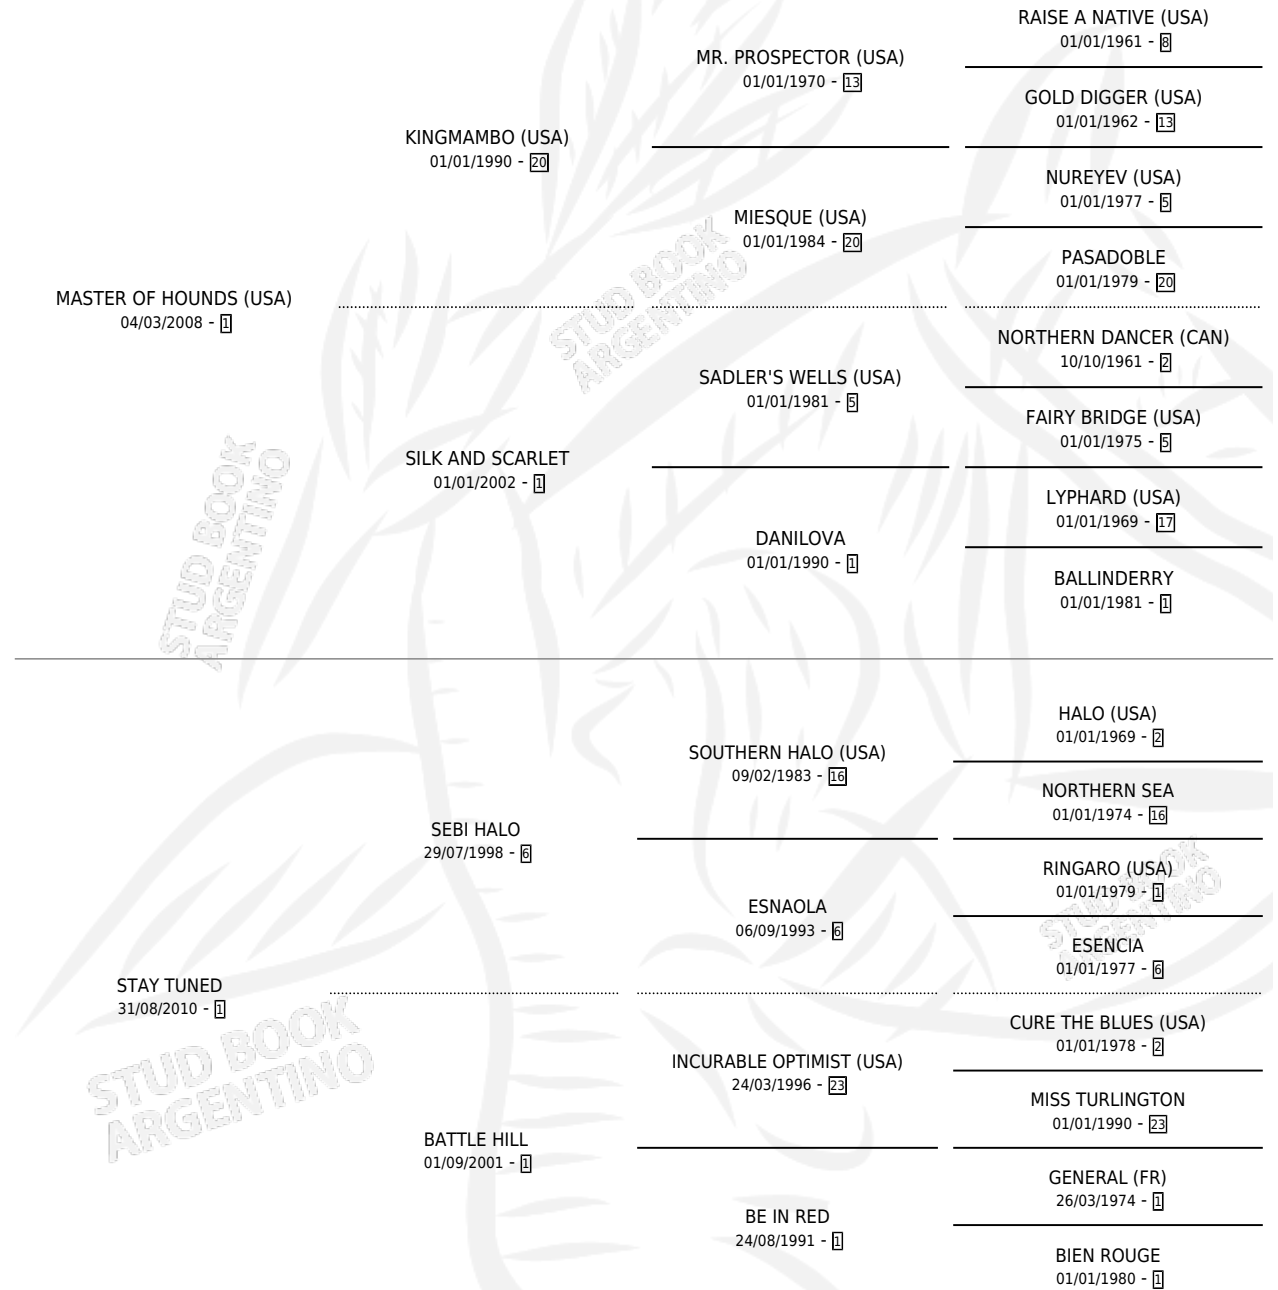 RAISE A NATIVE (USA)
01/01/1961 - 8
MR. PROSPECTOR (USA)
01/01/1970 - 13
GOLD DIGGER (USA)
01/01/1962 - 13
KINGMAMBO (USA)
01/01/1990 - 20
NUREYEV (USA)
01/01/1977 - 5
MIESQUE (USA)
01/01/1984 - 20
PASADOBLE
01/01/1979 - 20
MASTER OF HOUNDS (USA)
04/03/2008 - 1
NORTHERN DANCER (CAN)
10/10/1961 - 2
SADLER'S WELLS (USA)
01/01/1981 - 5
FAIRY BRIDGE (USA)
01/01/1975 - 5
SILK AND SCARLET
01/01/2002 - 1
LYPHARD (USA)
01/01/1969 - 17
DANILOVA
01/01/1990 - 1
BALLINDERRY
01/01/1981 - 1
STUD BOOK
ARGENTINO
STUD BOOK
ARGENTINO
HALO (USA)
01/01/1969 - 2
SOUTHERN HALO (USA)
09/02/1983 - 16
NORTHERN SEA
01/01/1974 - 16
SEBI HALO
29/07/1998 - 6
RINGARO (USA)
01/01/1979 - 1
ESNAOLA
06/09/1993 - 6
ESENCIA
01/01/1977 - 6
STAY TUNED
31/08/2010 - 1
CURE THE BLUES (USA)
01/01/1978 - 2
INCURABLE OPTIMIST (USA)
24/03/1996 - 23
MISS TURLINGTON
01/01/1990 - 23
BATTLE HILL
01/09/2001 - 1
GENERAL (FR)
26/03/1974 - 1
BE IN RED
24/08/1991 - 1
BIEN ROUGE
01/01/1980 - 1
STUD BOOK
ARGENTINO
STUD BOOK
ARGENTINO